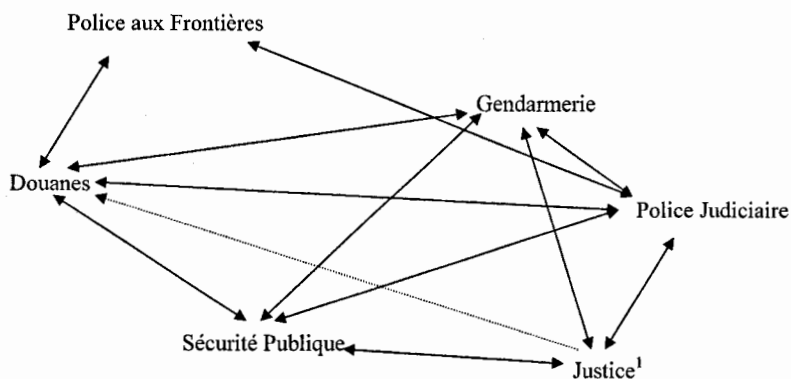 Police aux Frontières
Gendarmerie
Douanes
Police Judiciaire
Sécurité Publique
Justice¹